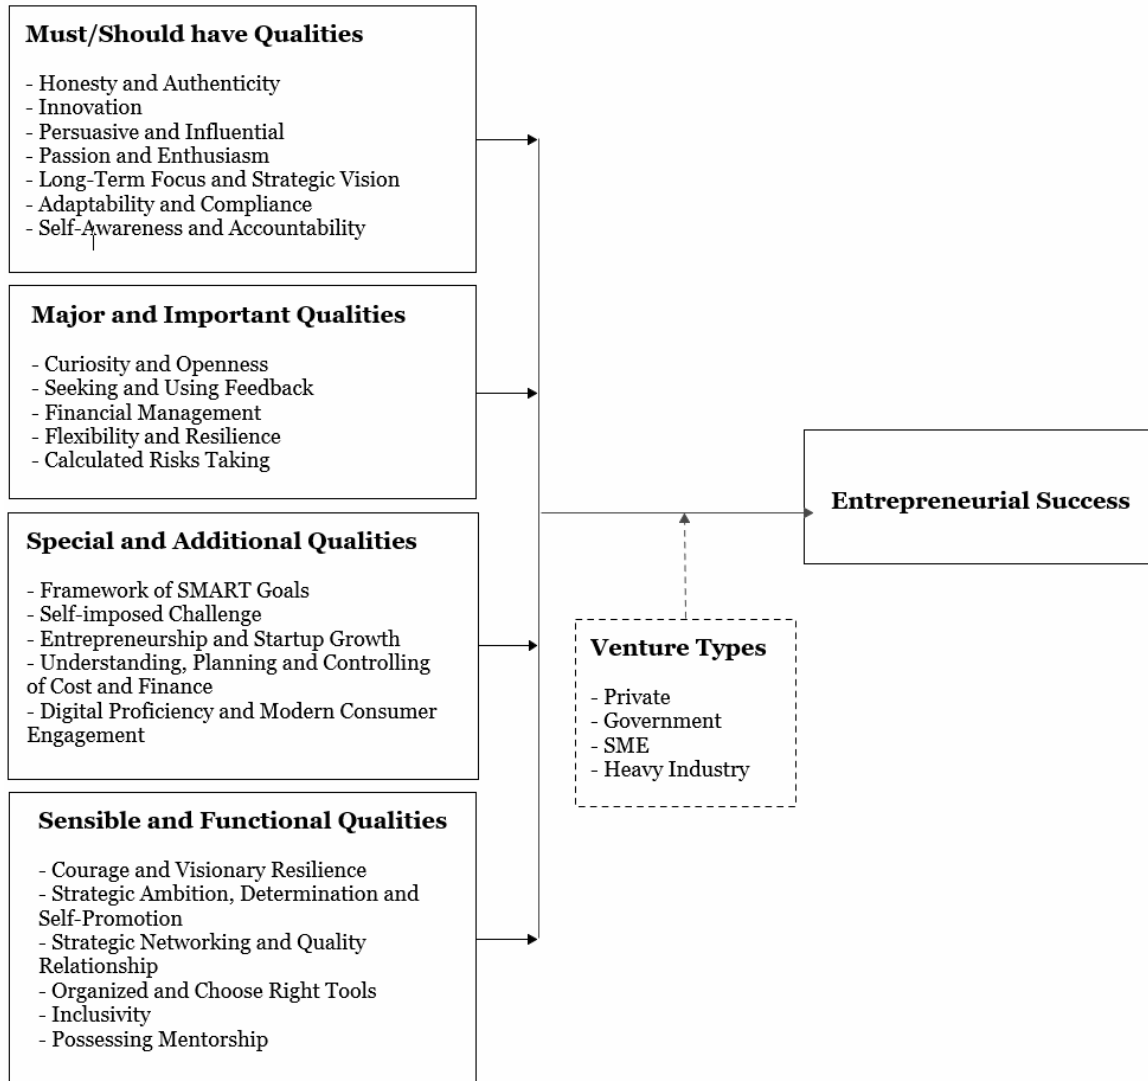 Must/Should have Qualities
- Honesty and Authenticity
- Innovation
- Persuasive and Influential
- Passion and Enthusiasm
- Long-Term Focus and Strategic Vision
- Adaptability and Compliance
- Self-Awareness and Accountability
Major and Important Qualities
- Curiosity and Openness
- Seeking and Using Feedback
- Financial Management
- Flexibility and Resilience
- Calculated Risks Taking
Special and Additional Qualities
- Framework of SMART Goals
- Self-imposed Challenge
- Entrepreneurship and Startup Growth
- Understanding, Planning and Controlling
of Cost and Finance
- Digital Proficiency and Modern Consumer
Engagement
Sensible and Functional Qualities
- Courage and Visionary Resilience
- Strategic Ambition, Determination and
Self-Promotion
- Strategic Networking and Quality
Relationship
- Organized and Choose Right Tools
- Inclusivity
- Possessing Mentorship
Venture Types
- Private
- Government
- SME
- Heavy Industry
Entrepreneurial Success